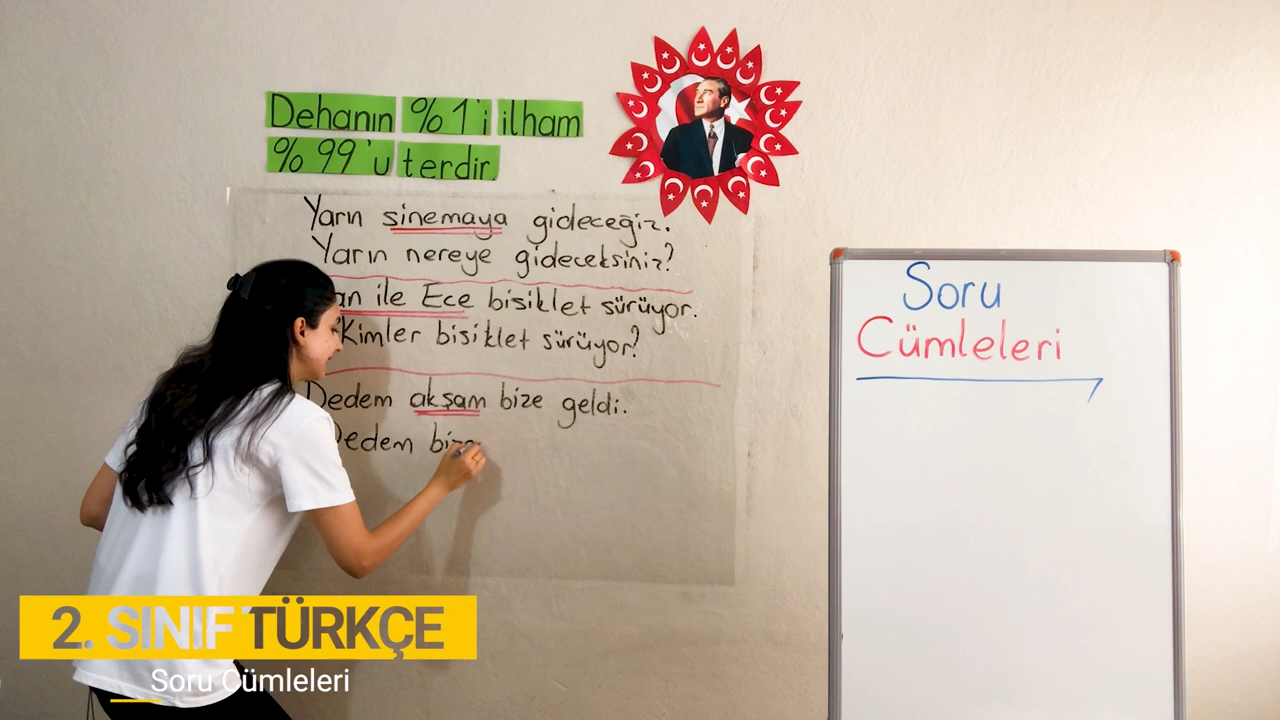 Dehanın %1'i ilham
%99'u terdir.
Yarın sinemaya gideceğiz.
Yarın nereye gideceksiniz?
ile Ece bisiklet sürüyor.
Kimler bisiklet sürüyor?
Dedem akşam bize geldi.
Dedem bize
Soru
Cümleleri
2. SINIF TÜRKÇE
Soru Cümleleri